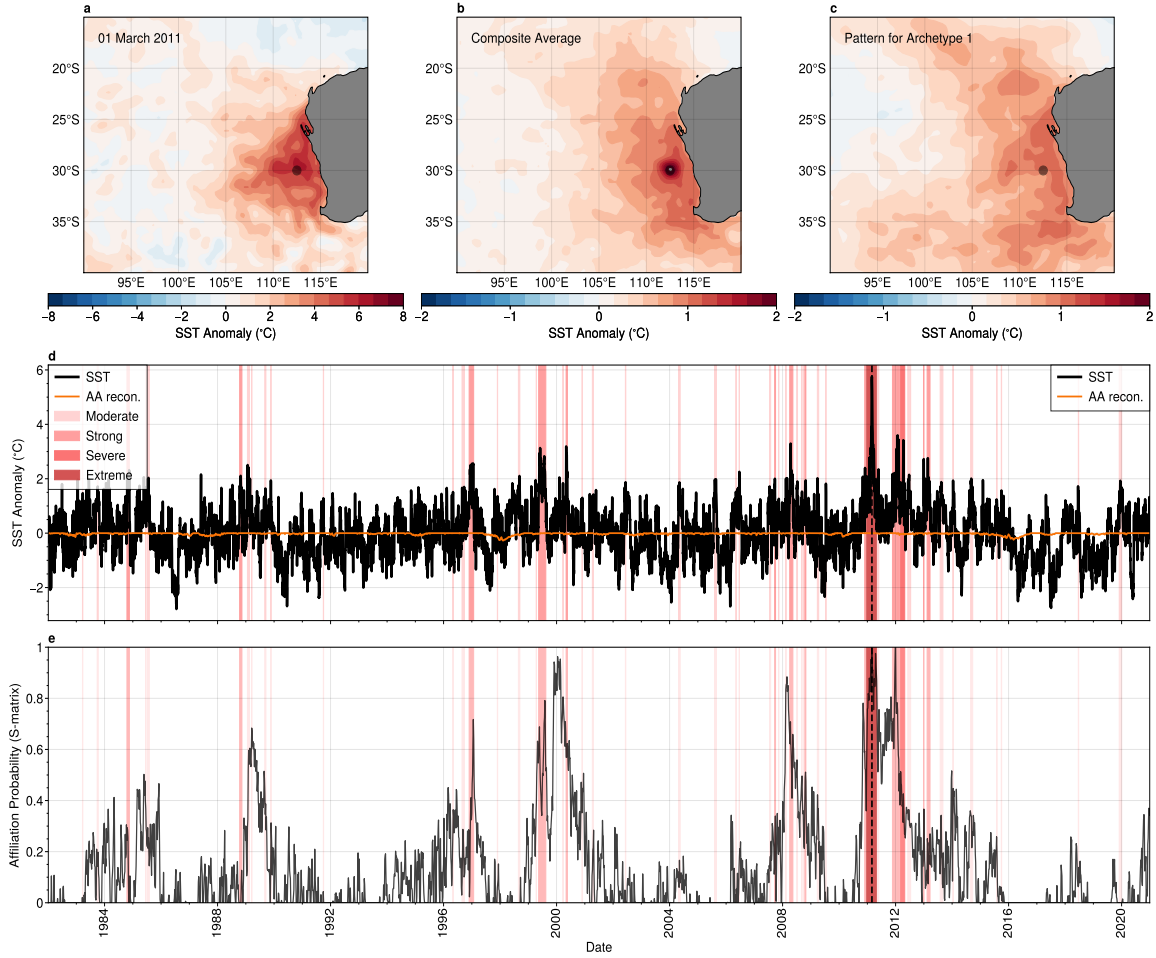 a
b
c
01 March 2011
Composite Average
Pattern for Archetype 1
20°S
25°S
30°S
35°S
20°S
25°S
30°S
35°S
20°S
25°S
30°S
35°S
95°E 100°E 105°E 110°E 115°E
95°E 100°E 105°E 110°E 115°E
95°E 100°E 105°E 110°E 115°E
−8 −6 −4 −2 0 2 4 6 8
−2 −1 0 1 2
−2 −1 0 1 2
SST Anomaly (°C)
SST Anomaly (°C)
SST Anomaly (°C)
d
SST Anomaly (°C)
6
4
2
0
−2
SST
AA recon.
Moderate
Strong
Severe
Extreme
SST
AA recon.
e
Affiliation Probability (S-matrix)
1
0.8
0.6
0.4
0.2
0
1984 1988 1992 1996 2000 2004 2008 2012 2016 2020
Date